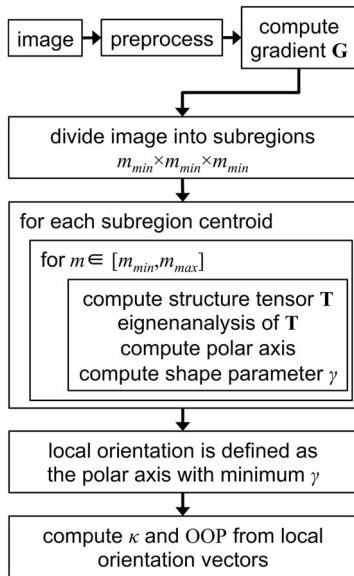 image
preprocess
compute
gradient G
divide image into subregions
m_min×m_min×m_min
for each subregion centroid
for m ∈ [m_min,m_max]
compute structure tensor T
eignenanalysis of T
compute polar axis
compute shape parameter γ
local orientation is defined as
the polar axis with minimum γ
compute κ and OOP from local
orientation vectors